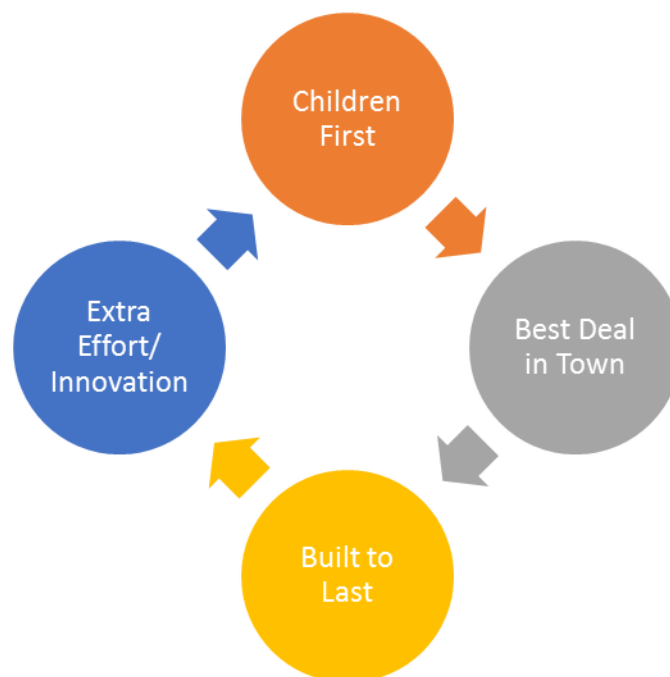 Children
First
Best Deal
in Town
Built to
Last
Extra
Effort/
Innovation